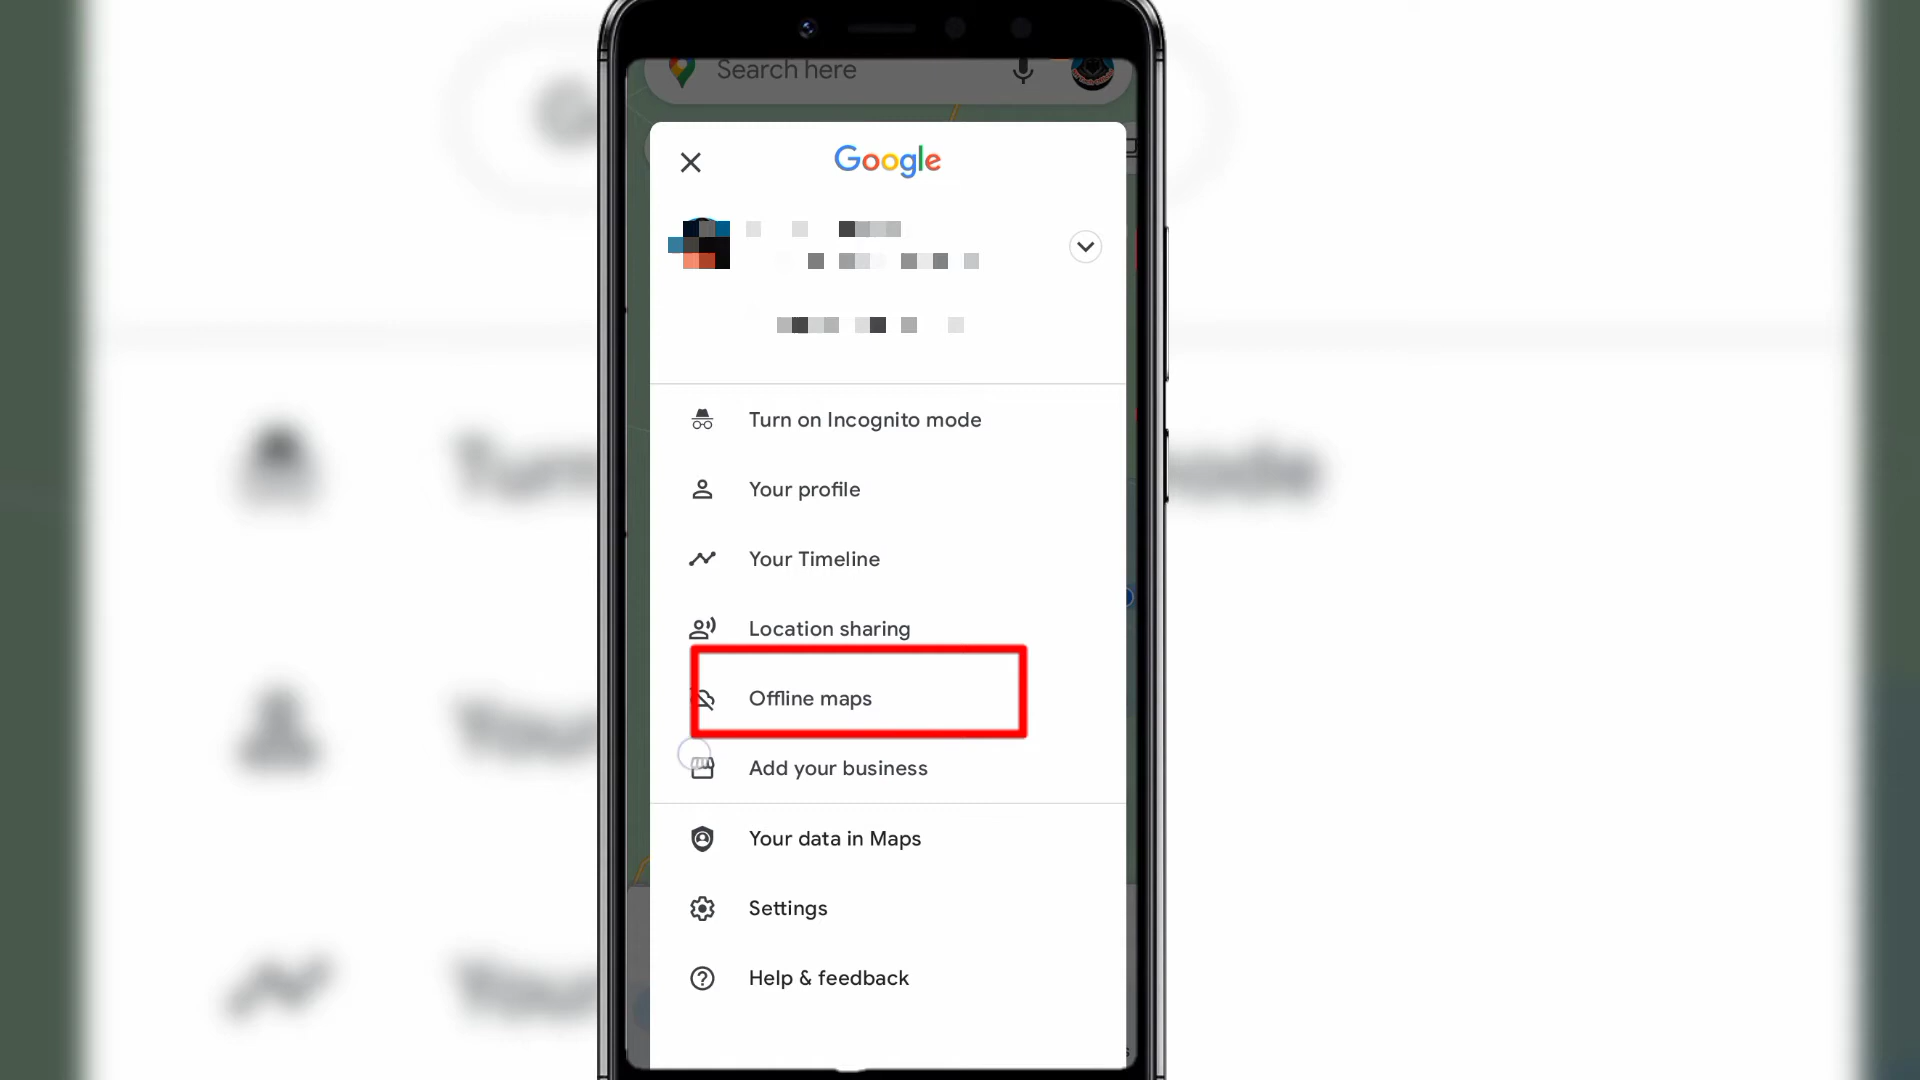 Search here
Google
Turn on Incognito mode
Your profile
Your Timeline
Location sharing
Offline maps
Add your business
Your data in Maps
Settings
Help & feedback